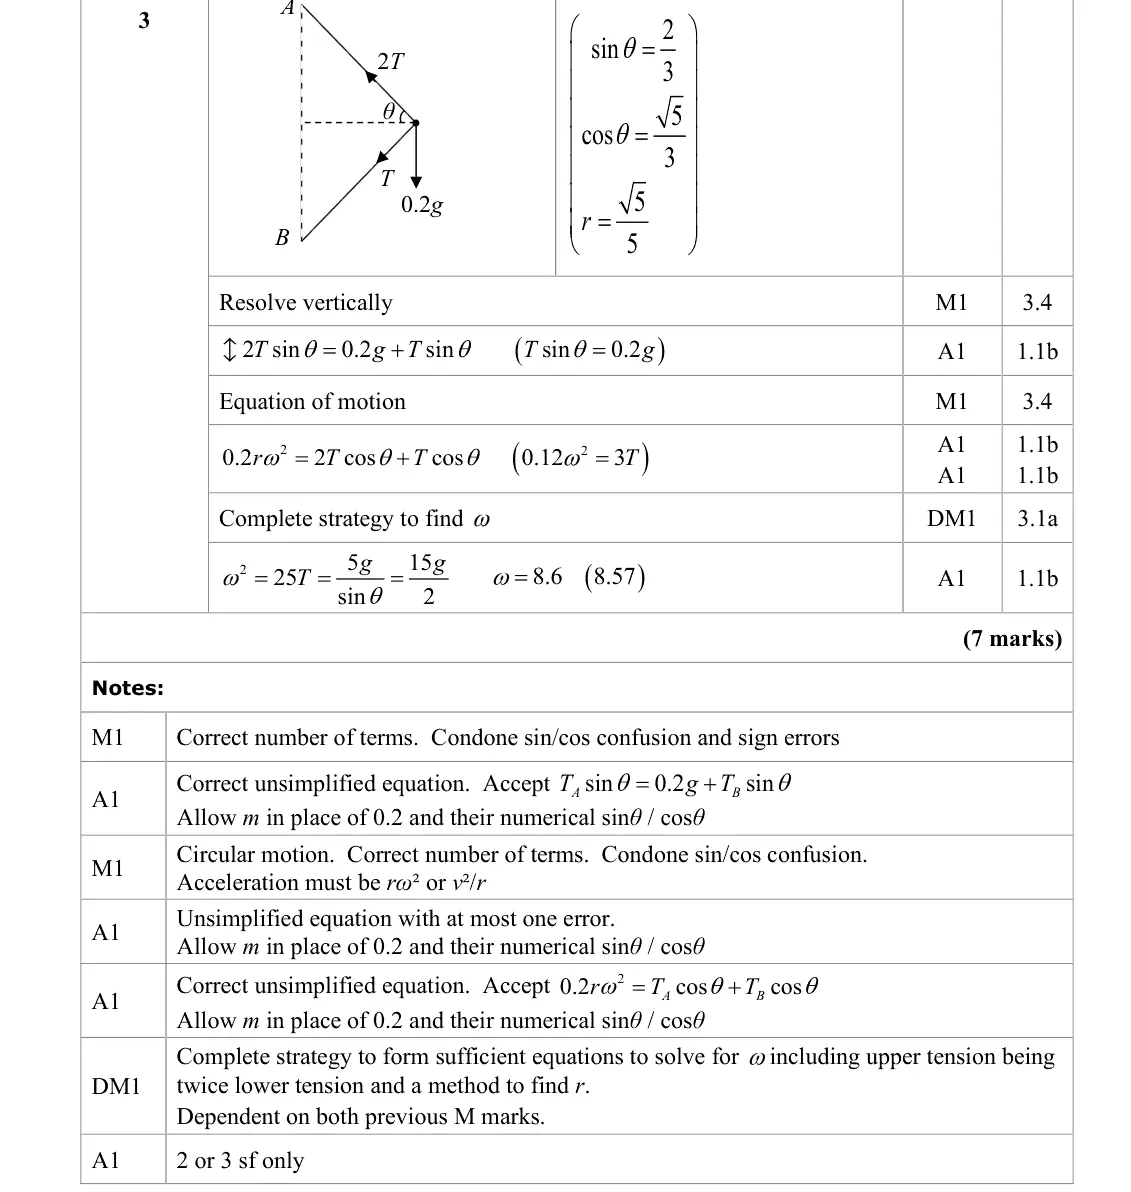 3
A
2T
θ
T
0.2g
B
sin θ = 2/3
cos θ = √5/3
r = √5/5
Resolve vertically M1 3.4
↕ 2T sin θ = 0.2g + T sin θ (T sin θ = 0.2g) A1 1.1b
Equation of motion M1 3.4
0.2rω² = 2T cos θ + T cos θ (0.12ω² = 3T) A1 1.1b
A1 1.1b
Complete strategy to find ω DM1 3.1a
ω² = 25T = 5g/sin θ = 15g/2 ω = 8.6 (8.57) A1 1.1b
(7 marks)
Notes:
M1 Correct number of terms. Condone sin/cos confusion and sign errors
A1 Correct unsimplified equation. Accept T_A sin θ = 0.2g + T_B sin θ
Allow m in place of 0.2 and their numerical sinθ / cosθ
M1 Circular motion. Correct number of terms. Condone sin/cos confusion.
Acceleration must be rω² or v²/r
A1 Unsimplified equation with at most one error.
Allow m in place of 0.2 and their numerical sinθ / cosθ
A1 Correct unsimplified equation. Accept 0.2rω² = T_A cos θ + T_B cos θ
Allow m in place of 0.2 and their numerical sinθ / cosθ
DM1 Complete strategy to form sufficient equations to solve for ω including upper tension being
twice lower tension and a method to find r.
Dependent on both previous M marks.
A1 2 or 3 sf only